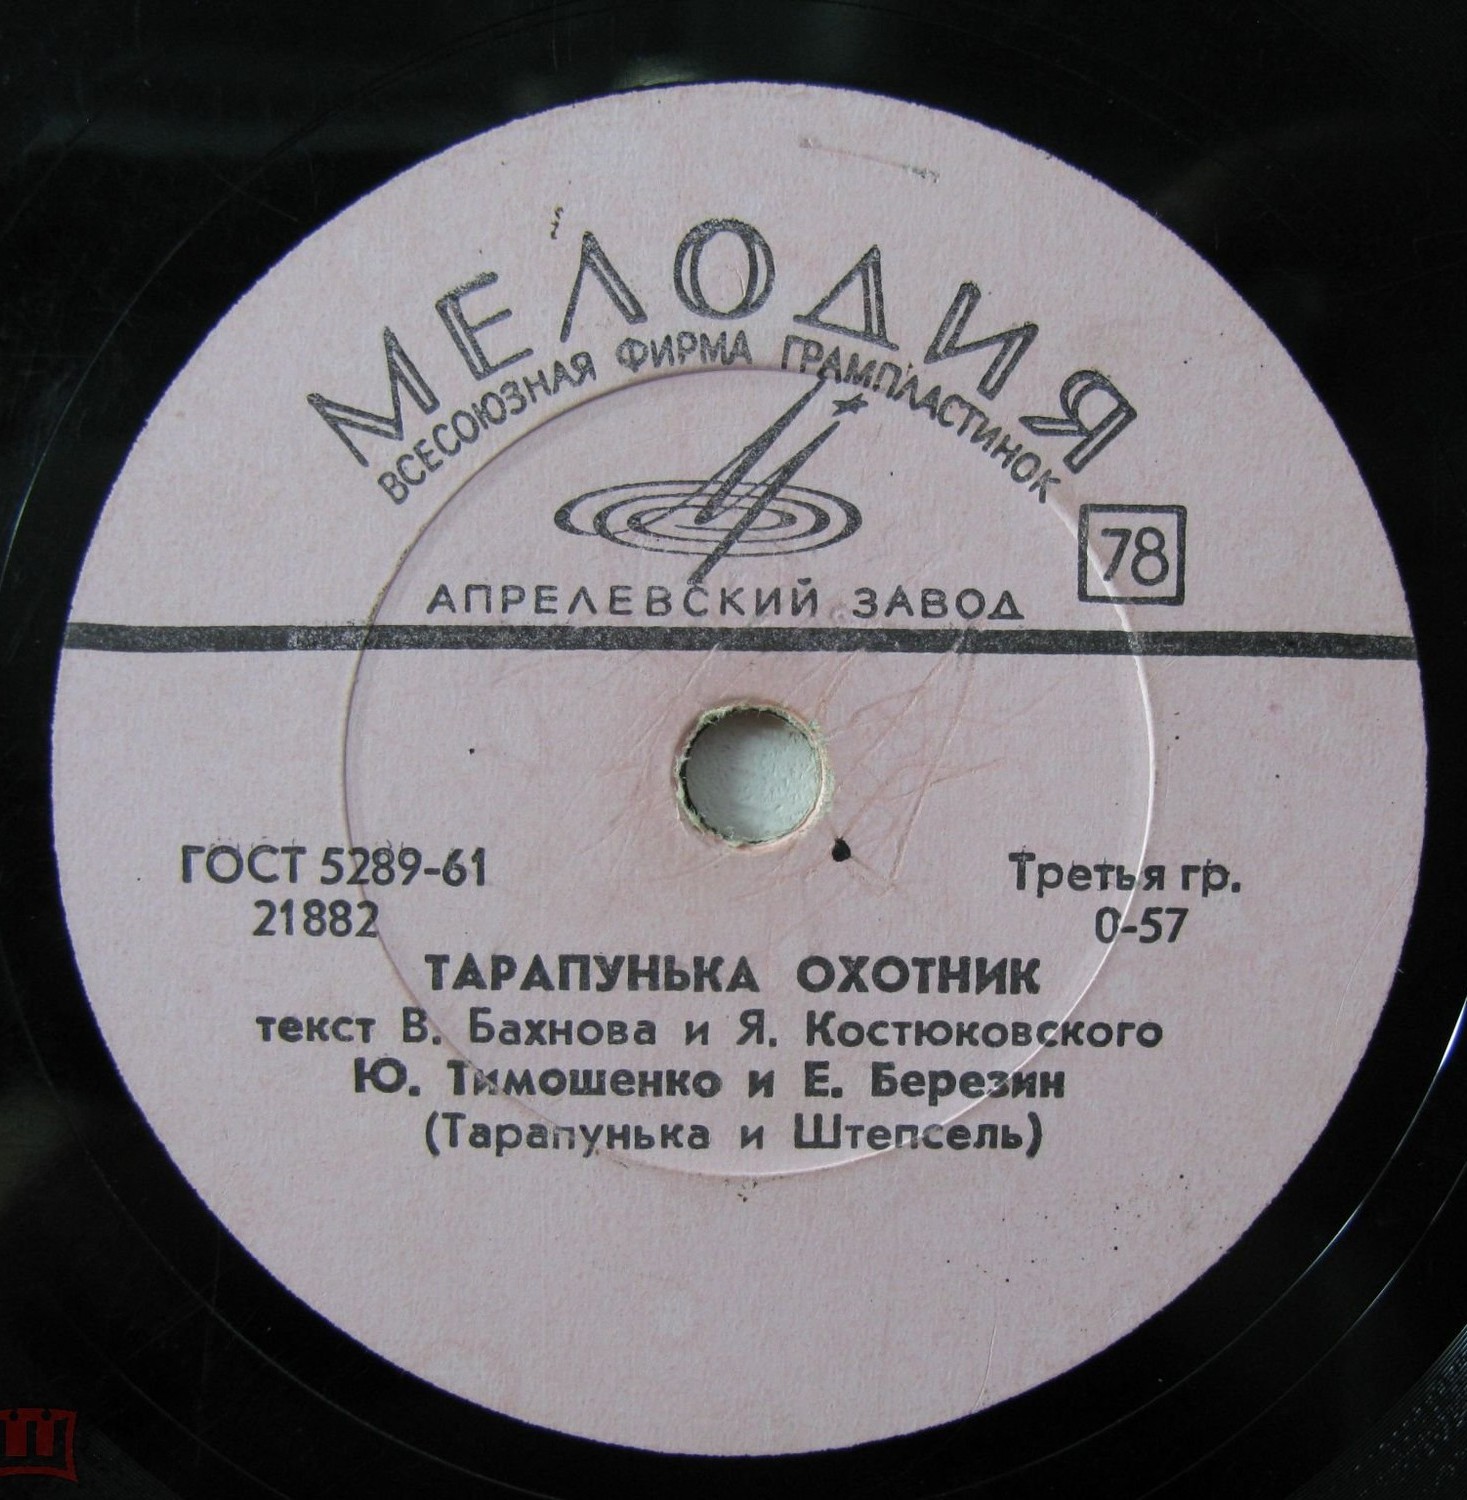 МЕЛОДИЯ
ВСЕСОЮЗНАЯ ФИРМА ГРАМПЛАСТИНОК
78
АПРЕЛЕВСКИЙ ЗАВОД
ГОСТ 5289-61
Третья гр.
21882
0-57
ТАРАПУНЬКА ОХОТНИК
текст В. Бахнова и Я. Костюковского
Ю. Тимошенко и Е. Березин
(Тарапунька и Штепсель)